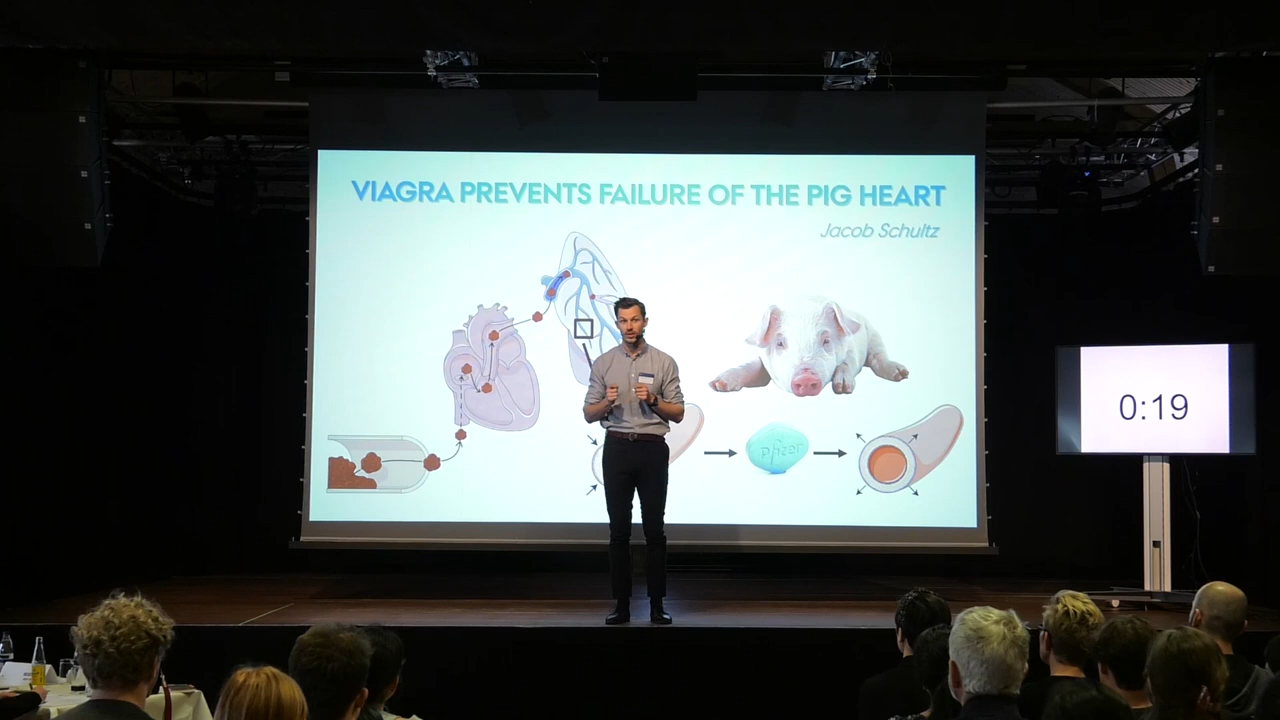 VIAGRA PREVENTS FAILURE OF THE PIG HEART
Jacob Schultz
Pfizer
0:19